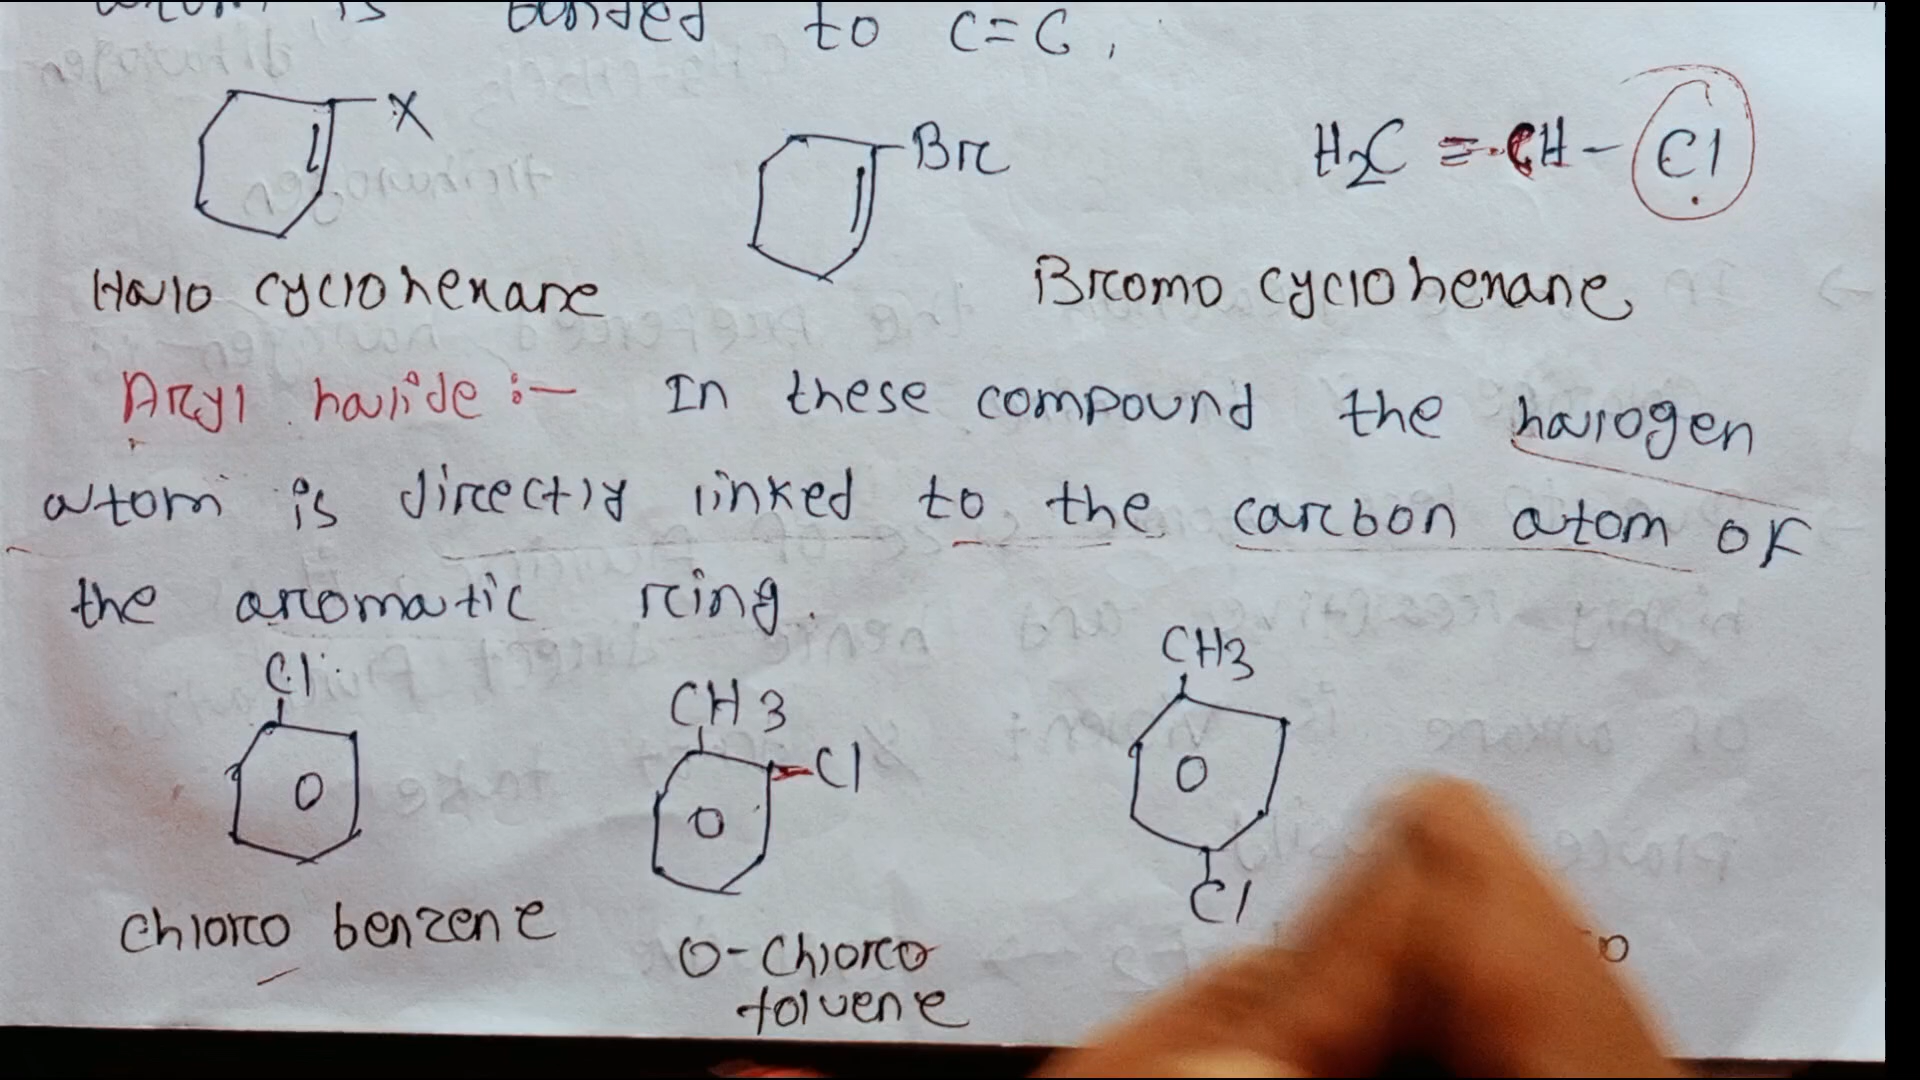 bonded to C=C,
X
Br
H2C = CH - Cl
Halo cyclohexane
Bromo cyclohexane
Aryl halide :- In these compound the halogen
atom is directly linked to the carbon atom of
the aromatic ring.
Cl
CH3
Cl
CH3
Cl
Chloro benzene
O-Chloro
toluene